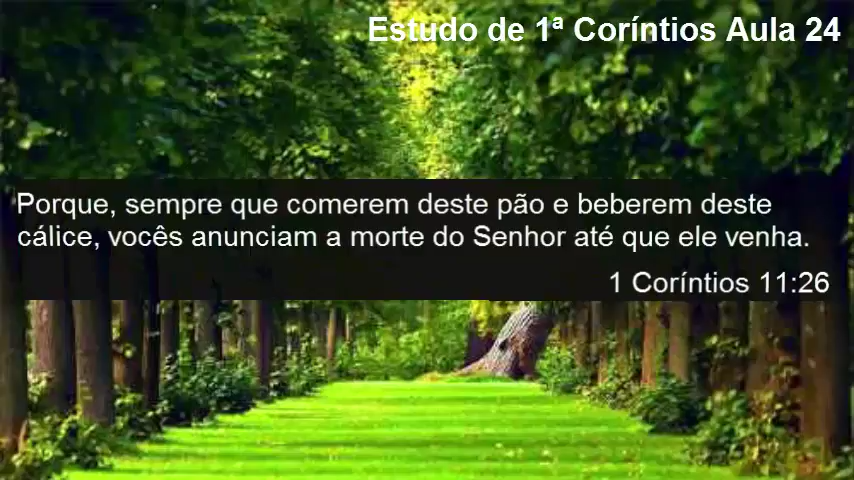 Estudo de 1ª Coríntios Aula 24
Porque, sempre que comerem deste pão e beberem deste
cálice, vocês anunciam a morte do Senhor até que ele venha.
1 Coríntios 11:26